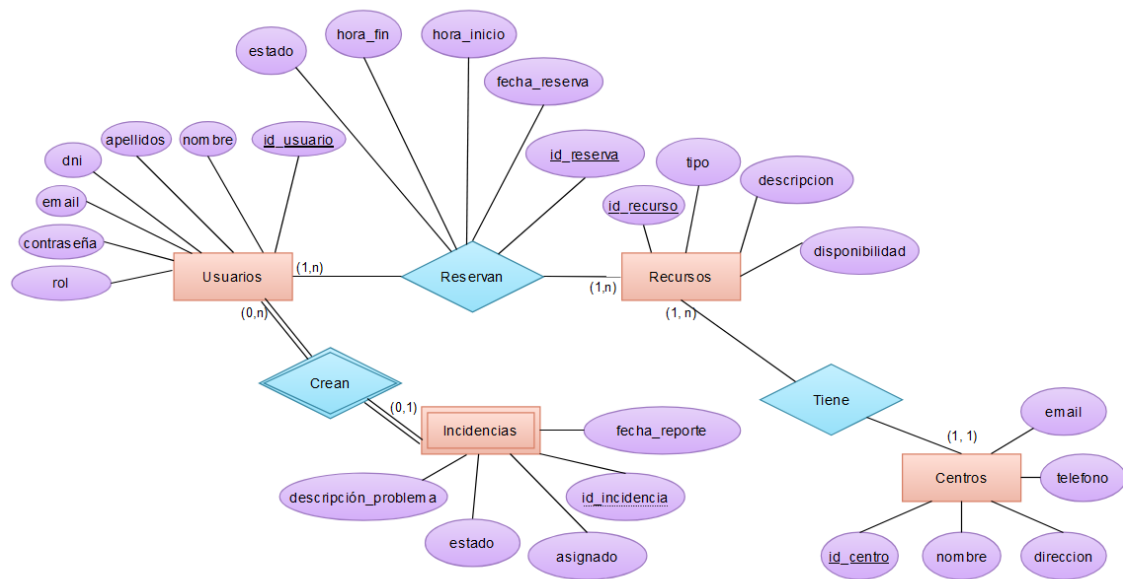 hora_fin
hora_inicio
estado
fecha_reserva
apellidos
nombre
id_usuario
dni
id_reserva
tipo
descripcion
email
id_recurso
contraseña
disponibilidad
rol
Usuarios
(1,n)
Reservan
(1,n)
Recursos
(0,n)
(1, n)
Crean
(0,1)
Tiene
Incidencias
fecha_reporte
email
(1, 1)
descripción_problema
id_incidencia
Centros
telefono
estado
asignado
id_centro
nombre
direccion